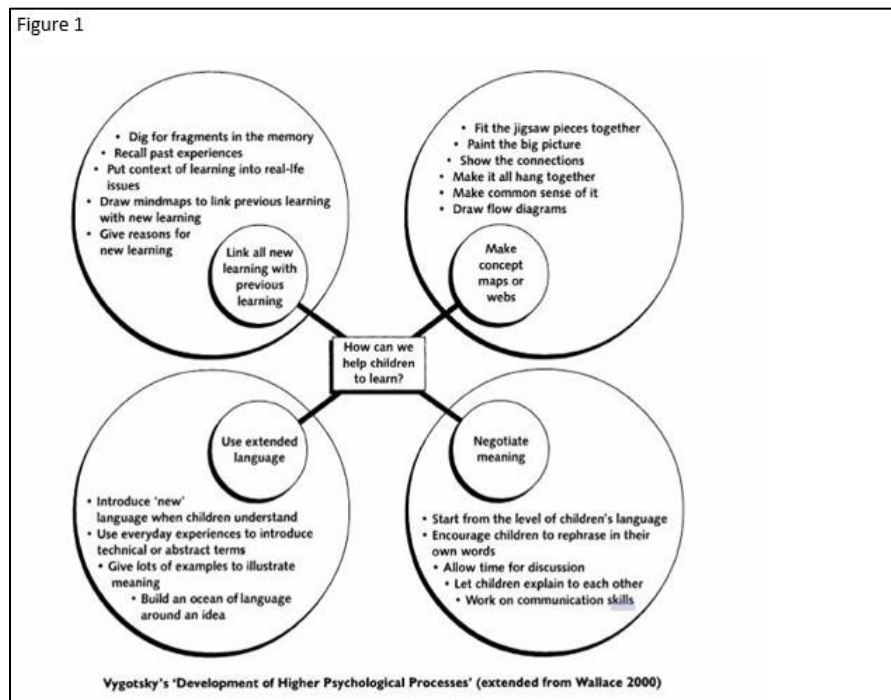 Figure 1
• Dig for fragments in the memory
• Recall past experiences
• Put context of learning into real-life
issues
• Draw mindmaps to link previous learning
with new learning
• Give reasons for
new learning
Link all new
learning with
previous
learning
• Fit the jigsaw pieces together
• Paint the big picture
• Show the connections
• Make it all hang together
• Make common sense of it
• Draw flow diagrams
Make
concept
maps or
webs
How can we
help children
to learn?
Use extended
language
• Introduce ‘new’
language when children understand
• Use everyday experiences to introduce
technical or abstract terms
• Give lots of examples to illustrate
meaning
• Build an ocean of language
around an idea
Negotiate
meaning
• Start from the level of children's language
• Encourage children to rephrase in their
own words
• Allow time for discussion
• Let children explain to each other
• Work on communication skills
Vygotsky's ‘Development of Higher Psychological Processes’ (extended from Wallace 2000)